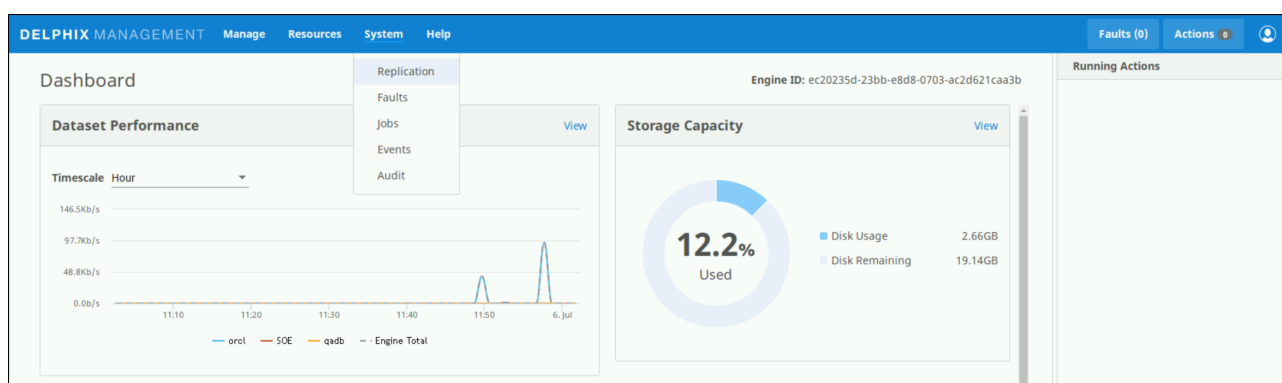 DELPHIX MANAGEMENT Manage Resources System Help Faults (0) Actions 0
Replication
Faults
Jobs
Events
Audit
Dashboard
Engine ID: ec20235d-23bb-e8d8-0703-ac2d621caa3b
Running Actions
Dataset Performance View
Timescale Hour
146.5Kb/s
97.7Kb/s
48.8Kb/s
0.0b/s
11:10 11:20 11:30 11:40 11:50 6. Jul
orcl SOE qadb Engine Total
Storage Capacity View
12.2%
Used
Disk Usage 2.66GB
Disk Remaining 19.14GB